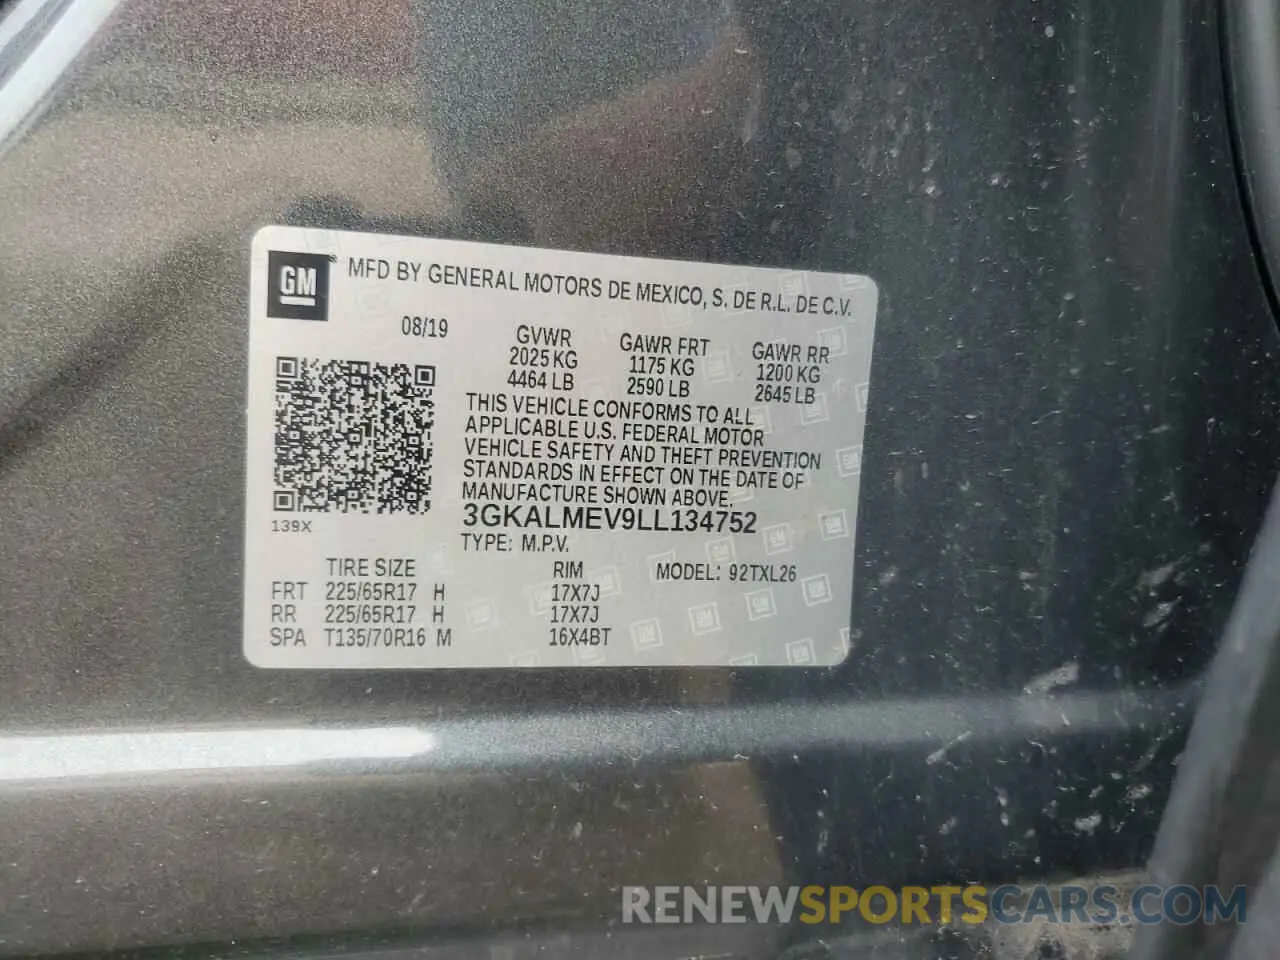 GM ® MFD BY GENERAL MOTORS DE MEXICO, S. DE R.L. DE C.V.
08/19 GVWR GAWR FRT GAWR RR
2025 KG 1175 KG 1200 KG
4464 LB 2590 LB 2645 LB
THIS VEHICLE CONFORMS TO ALL
APPLICABLE U.S. FEDERAL MOTOR
VEHICLE SAFETY AND THEFT PREVENTION
STANDARDS IN EFFECT ON THE DATE OF
MANUFACTURE SHOWN ABOVE.
139X 3GKALMEV9LL134752
TYPE: M.P.V.
TIRE SIZE RIM MODEL: 92TXL26
FRT 225/65R17 H 17X7J
RR 225/65R17 H 17X7J
SPA T135/70R16 M 16X4BT
RENEWSPORTSCARS.COM